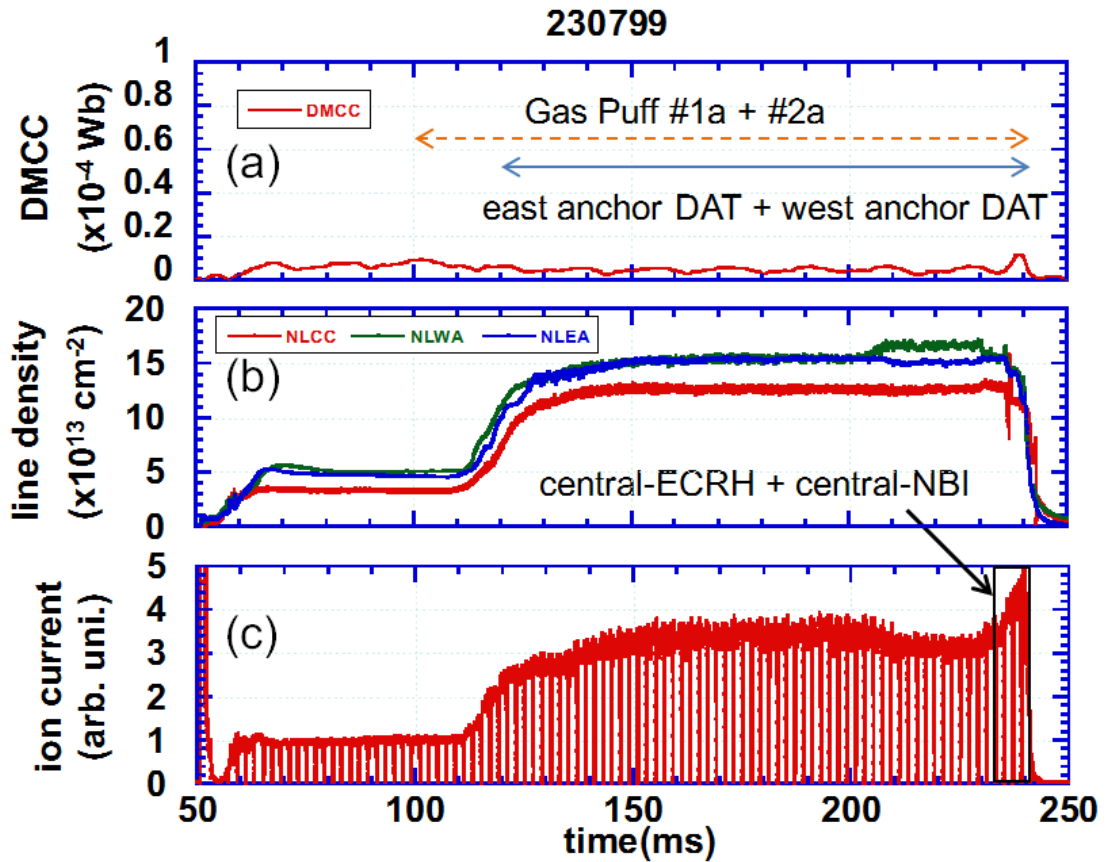 230799
DMCC
(x10⁻⁴ Wb)
1
0.8
0.6
0.4
0.2
0
DMCC
(a)
Gas Puff #1a + #2a
east anchor DAT + west anchor DAT
line density
(x10¹³ cm⁻²)
20
15
10
5
0
NLCC NLWA NLEA
(b)
central-ECRH + central-NBI
ion current
(arb. uni.)
5
4
3
2
1
0
(c)
50 100 150 200 250
time(ms)